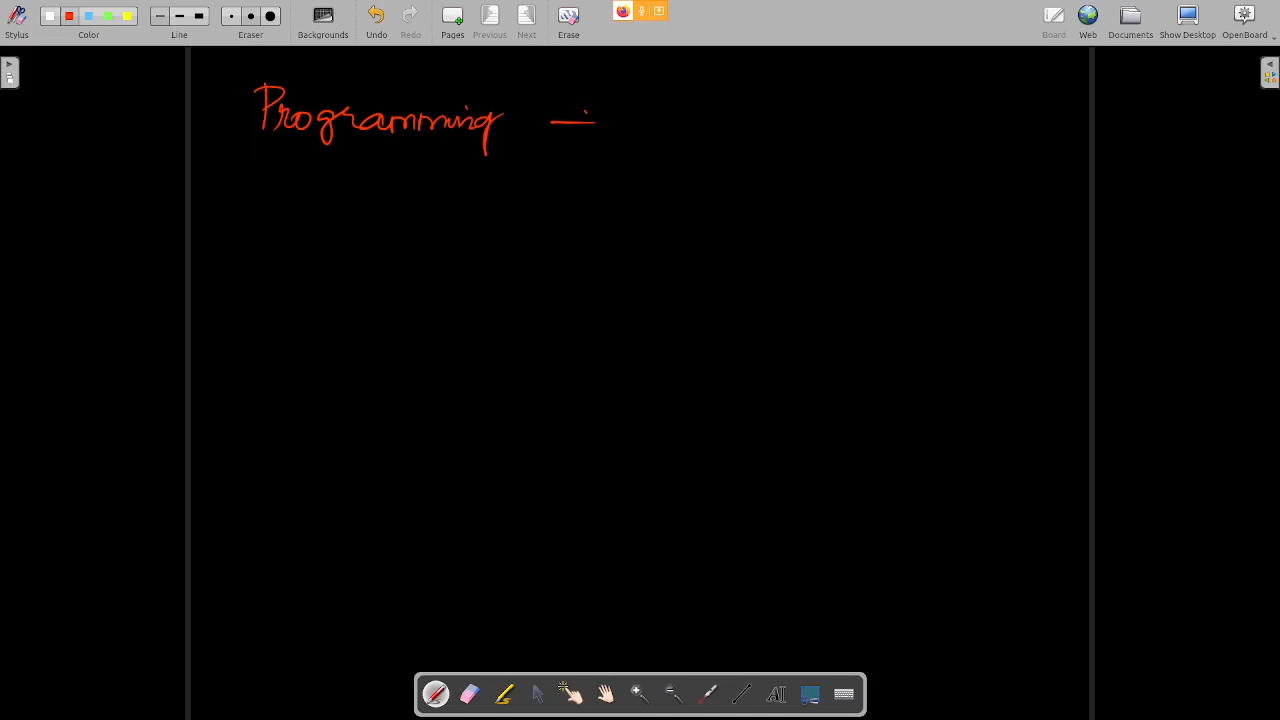 Stylus
Color
Line
Eraser
Backgrounds
Undo
Redo
Pages
Previous
Next
Erase
Board
Web
Documents
Show Desktop
OpenBoard
Programming —